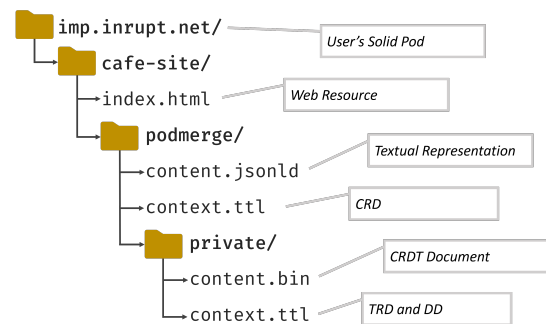 imp.inrupt.net/
User's Solid Pod
cafe-site/
index.html
Web Resource
podmerge/
content.jsonld
Textual Representation
context.ttl
CRD
private/
content.bin
CRDT Document
context.ttl
TRD and DD